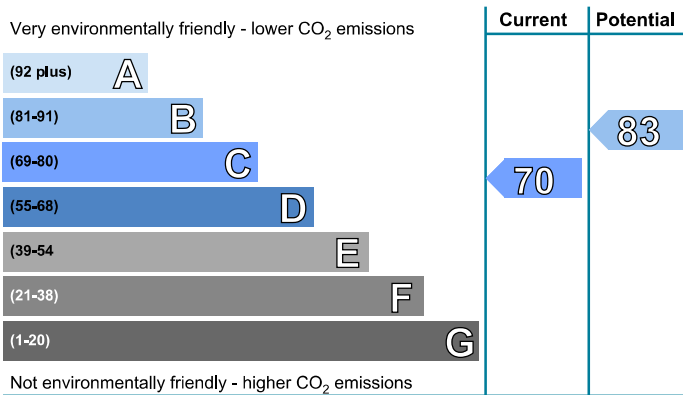 Current Potential
Very environmentally friendly - lower CO₂ emissions
(92 plus) A
(81-91) B
83
(69-80) C
70
(55-68) D
(39-54 E
(21-38) F
(1-20) G
Not environmentally friendly - higher CO₂ emissions